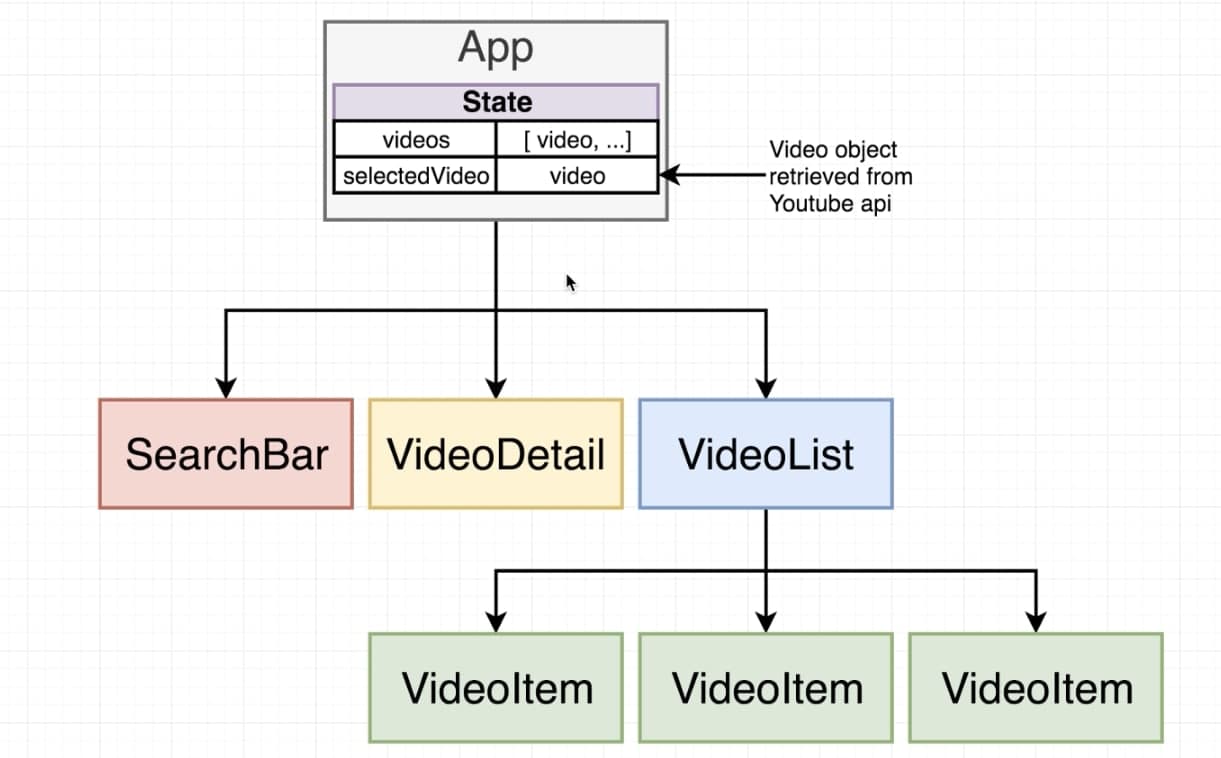 App
State
videos
[ video, ...]
selectedVideo
video
Video object
retrieved from
Youtube api
SearchBar
VideoDetail
VideoList
VideoItem
VideoItem
VideoItem